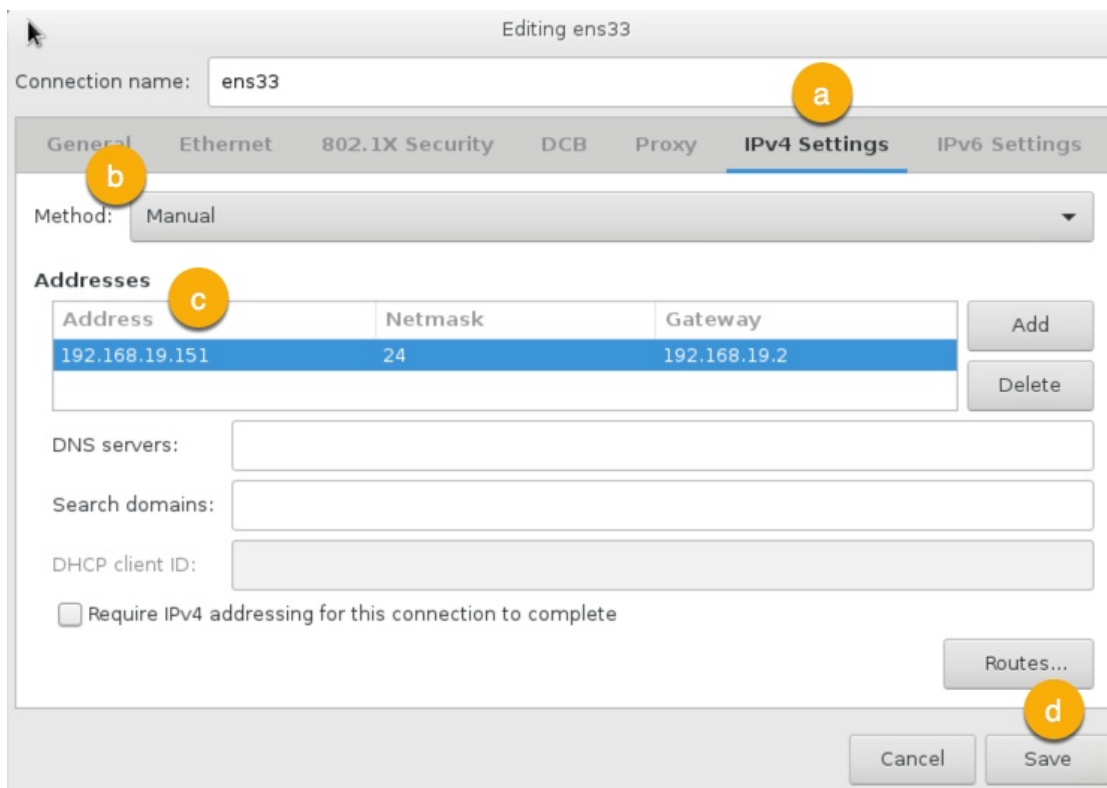 Editing ens33
Connection name: ens33
a
General Ethernet 802.1X Security DCB Proxy IPv4 Settings IPv6 Settings
b
Method: Manual
Addresses
c
Address Netmask Gateway
Add
192.168.19.151 24 192.168.19.2
Delete
DNS servers:
Search domains:
DHCP client ID:
Require IPv4 addressing for this connection to complete
Routes...
d
Cancel Save